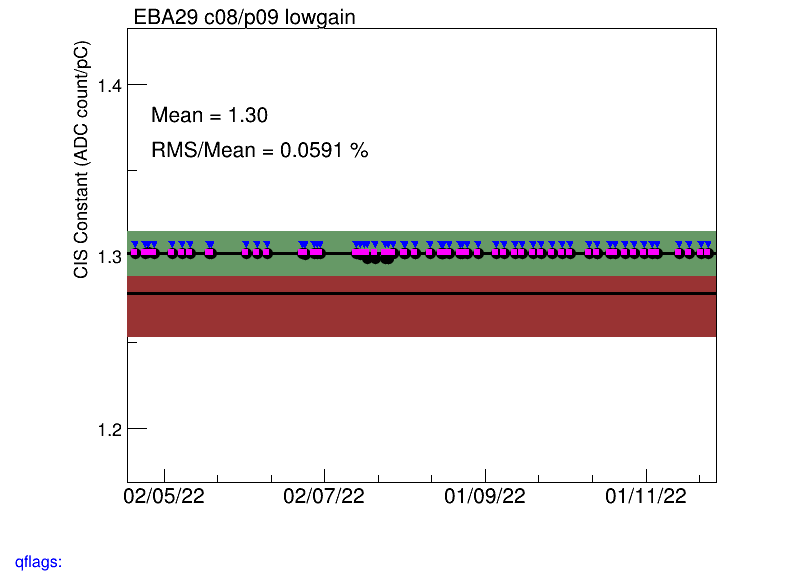 EBA29 c08/p09 lowgain
CIS Constant (ADC count/pC)
1.4
Mean = 1.30
RMS/Mean = 0.0591 %
1.3
1.2
02/05/22 02/07/22 01/09/22 01/11/22
qflags: